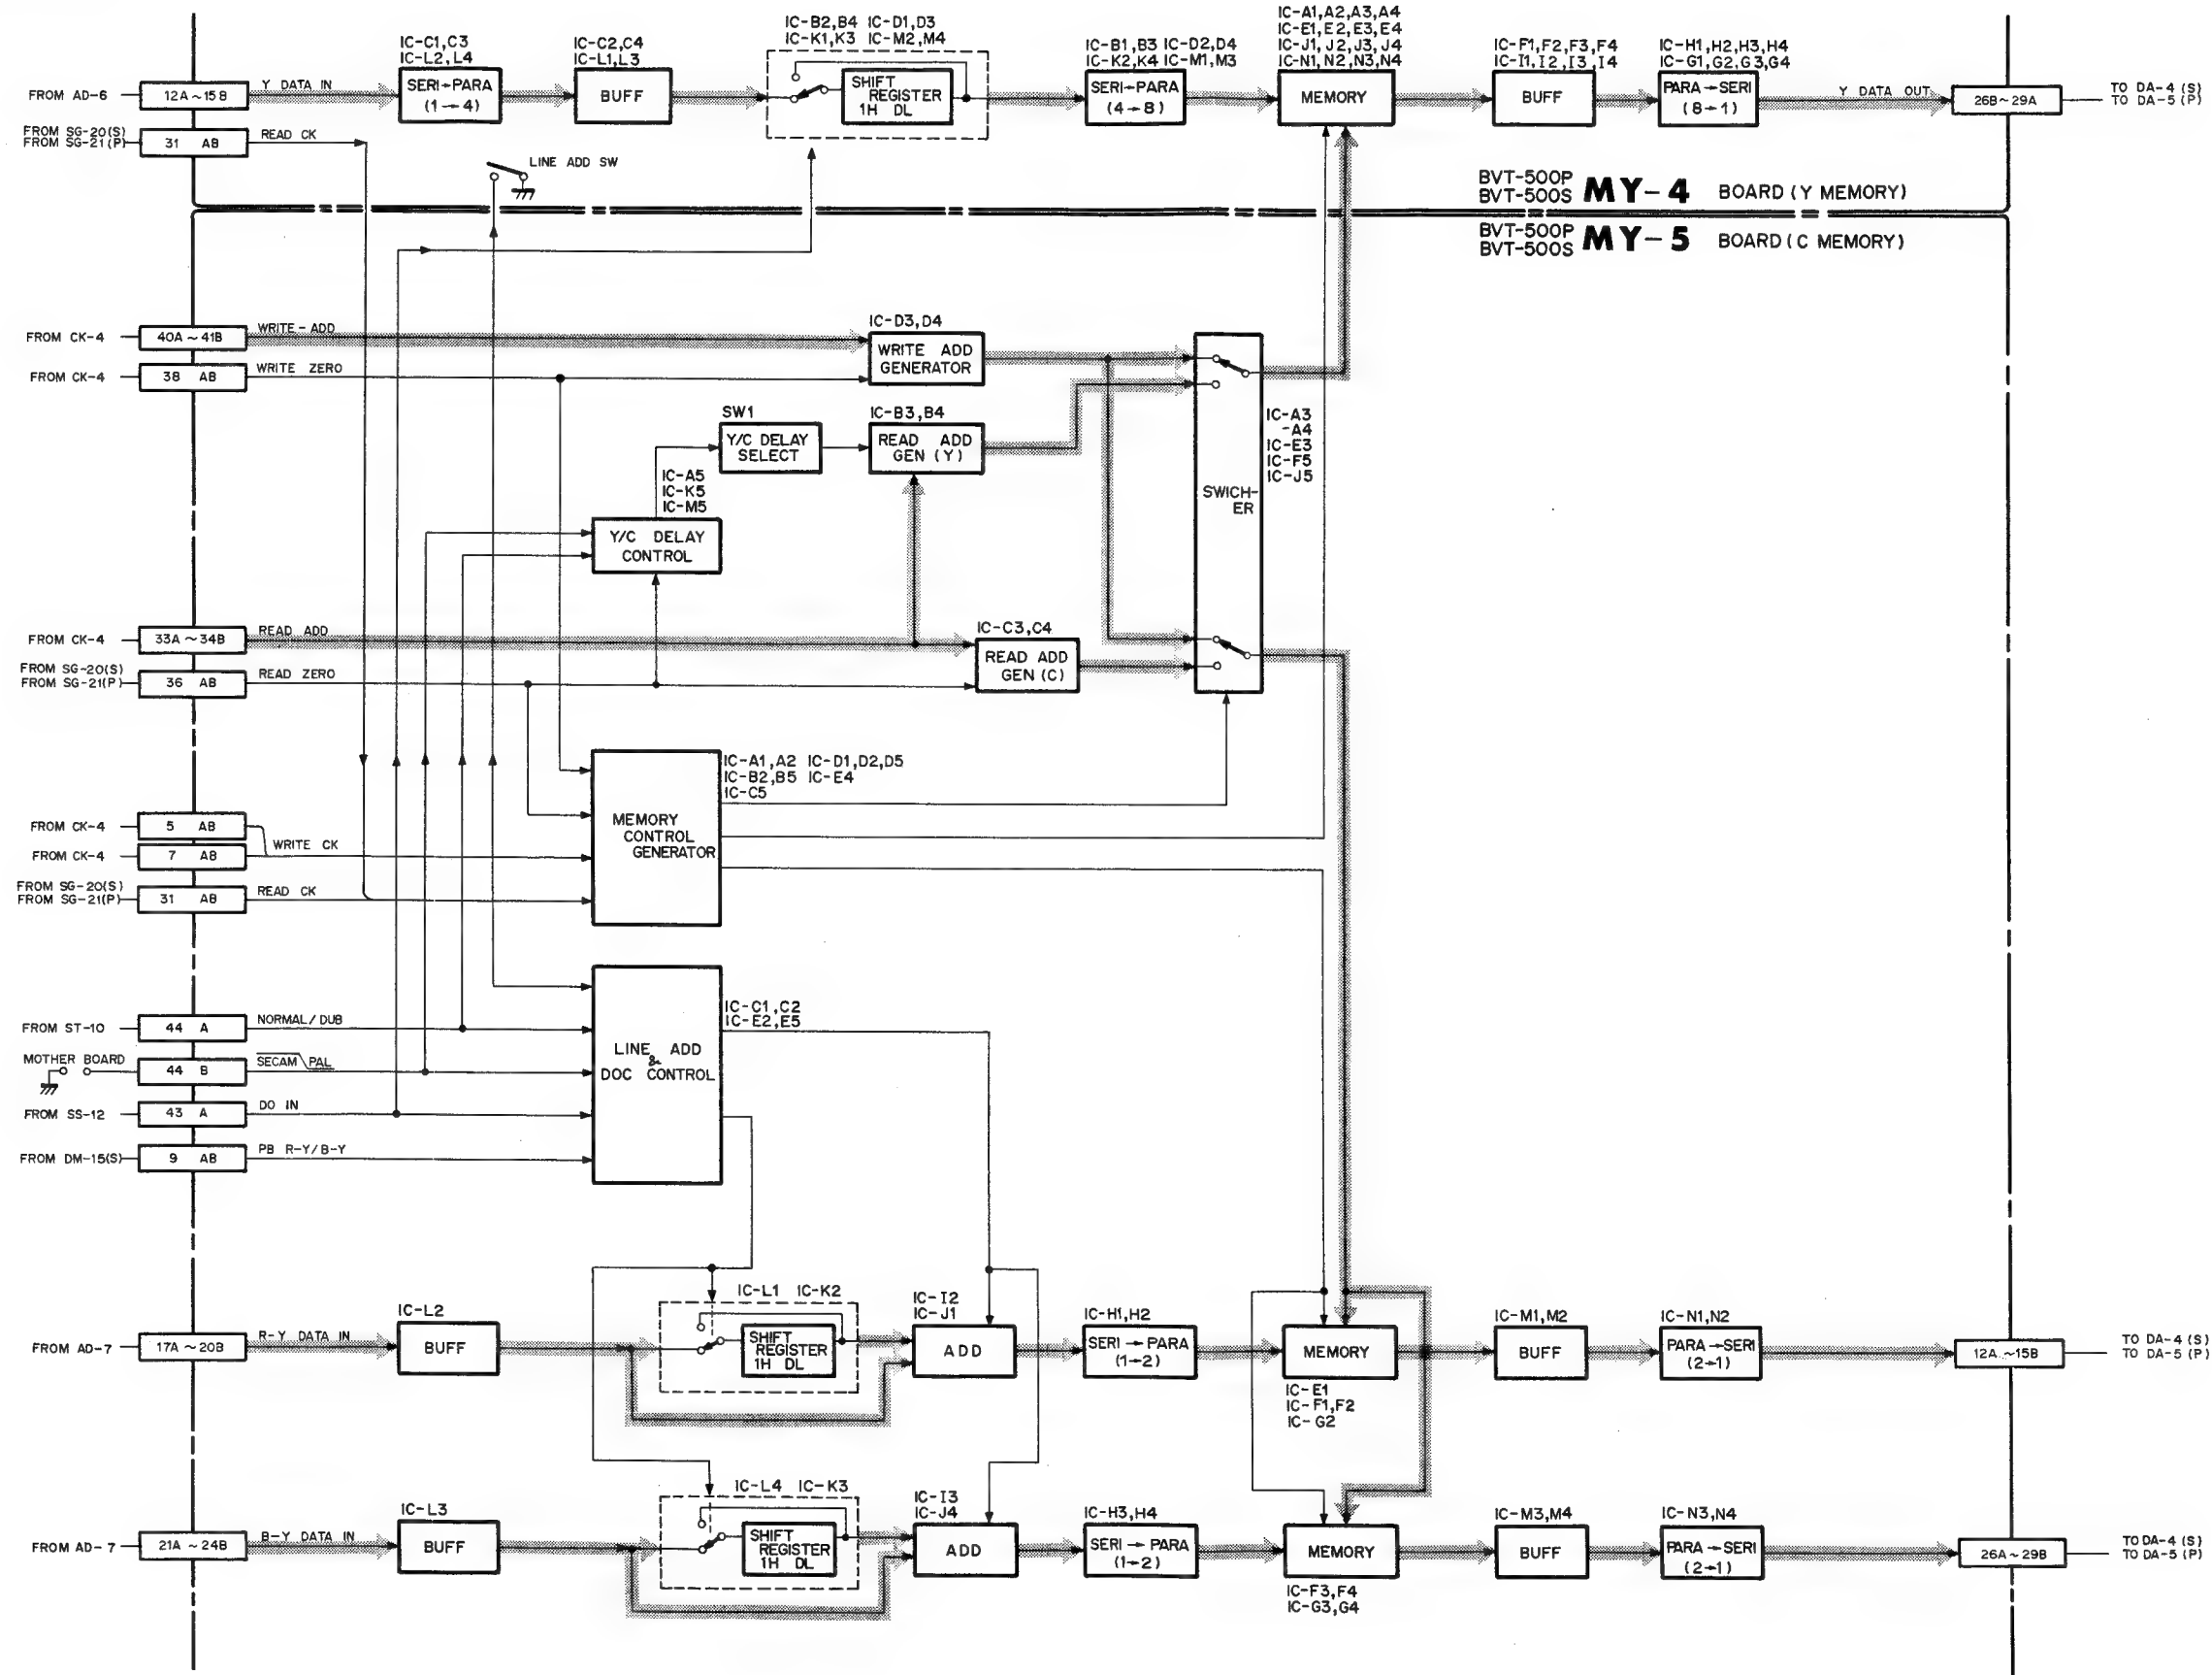 IC-B2,B4 IC-D1,D3
IC-K1,K3 IC-M2,M4
IC-A1,A2,A3,A4
IC-E1,E2,E3,E4
IC-J1,J2,J3,J4
IC-N1,N2,N3,N4
IC-C1,C3
IC-L2,L4
IC-C2,C4
IC-L1,L3
IC-B1,B3 IC-D2,D4
IC-K2,K4 IC-M1,M3
IC-F1,F2,F3,F4
IC-I1,I2,I3,I4
IC-H1,H2,H3,H4
IC-G1,G2,G3,G4
FROM AD-6
12A~15B
Y DATA IN
SERI→PARA
(1→4)
BUFF
SHIFT
REGISTER
1H DL
SERI→PARA
(4→8)
MEMORY
BUFF
PARA→SERI
(8→1)
Y DATA OUT
26B~29A
TO DA-4 (S)
TO DA-5 (P)
FROM SG-20(S)
FROM SG-21(P)
31 AB
READ CK
LINE ADD SW
BVT-500P
BVT-500S
MY-4
BOARD (Y MEMORY)
BVT-500P
BVT-500S
MY-5
BOARD (C MEMORY)
FROM CK-4
40A~41B
WRITE-ADD
IC-D3,D4
WRITE ADD
GENERATOR
FROM CK-4
38 AB
WRITE ZERO
SW1
Y/C DELAY
SELECT
IC-B3,B4
READ ADD
GEN (Y)
IC-A3
-A4
IC-E3
IC-F5
IC-J5
SWICH-
ER
IC-A5
IC-K5
IC-M5
Y/C DELAY
CONTROL
FROM CK-4
33A~34B
READ ADD
IC-C3,C4
READ ADD
GEN (C)
FROM SG-20(S)
FROM SG-21(P)
36 AB
READ ZERO
MEMORY
CONTROL
GENERATOR
IC-A1,A2 IC-D1,D2,D5
IC-B2,B5 IC-E4
IC-C5
FROM CK-4
5 AB
FROM CK-4
7 AB
WRITE CK
FROM SG-20(S)
FROM SG-21(P)
31 AB
READ CK
LINE ADD
&
DOC CONTROL
IC-C1,C2
IC-E2,E5
FROM ST-10
44 A
NORMAL/DUB
MOTHER BOARD
44 B
SECAM\PAL
FROM SS-12
43 A
DO IN
FROM DM-15(S)
9 AB
PB R-Y/B-Y
FROM AD-7
17A~20B
R-Y DATA IN
IC-L2
BUFF
IC-L1 IC-K2
SHIFT
REGISTER
1H DL
IC-I2
IC-J1
ADD
IC-H1,H2
SERI→PARA
(1→2)
MEMORY
IC-E1
IC-F1,F2
IC-G2
IC-M1,M2
BUFF
IC-N1,N2
PARA→SERI
(2→1)
12A~15B
TO DA-4 (S)
TO DA-5 (P)
FROM AD-7
21A~24B
B-Y DATA IN
IC-L3
BUFF
IC-L4 IC-K3
SHIFT
REGISTER
1H DL
IC-I3
IC-J4
ADD
IC-H3,H4
SERI→PARA
(1→2)
MEMORY
IC-F3,F4
IC-G3,G4
IC-M3,M4
BUFF
IC-N3,N4
PARA→SERI
(2→1)
26A~29B
TO DA-4 (S)
TO DA-5 (P)